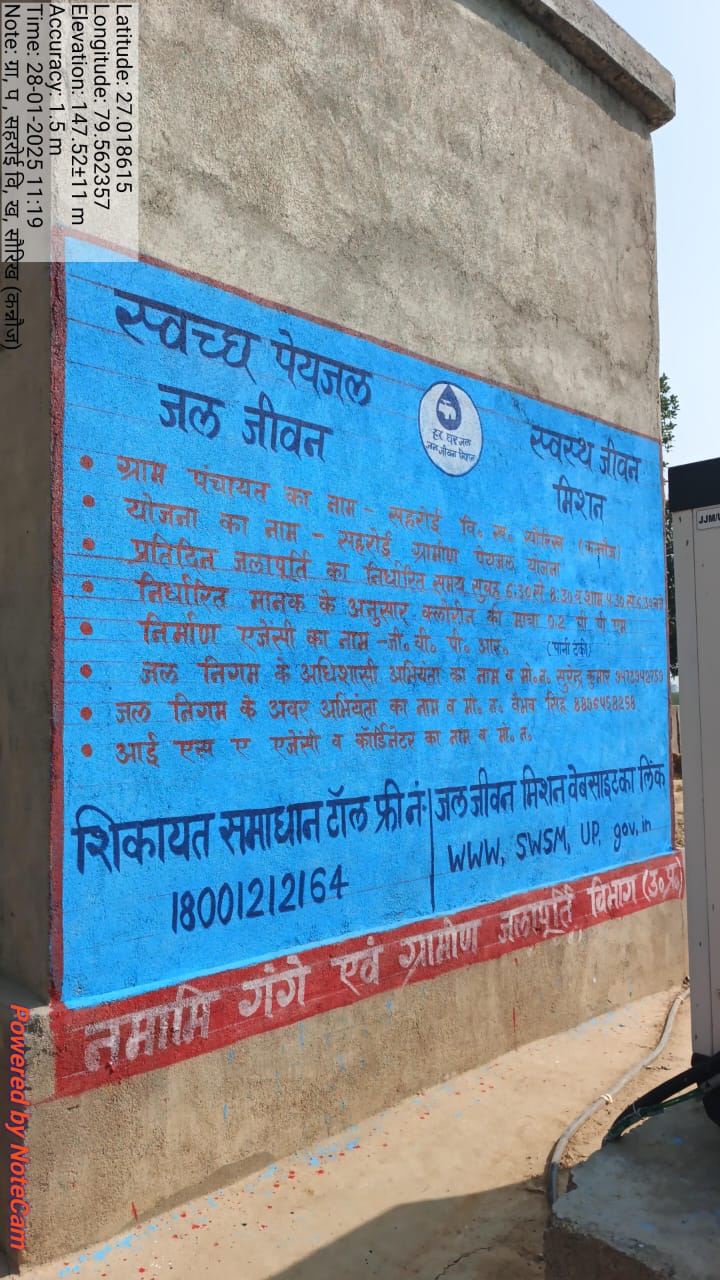 Latitude: 27.018615
Longitude: 79.562357
Elevation: 147.52±11 m
Accuracy: 1.5 m
Time: 28-01-2025 11:19
Note: ग्रा, प , सहरोई वि, ख, सौरिख (कन्नौज)
स्वच्छ पेयजल
स्वस्थ जीवन
जल जीवन
मिशन
हर घर जल
जल जीवन मिशन
• ग्राम पंचायत का नाम - सहरोई वि. ख. (कन्नौज)
• योजना का नाम - सहरोई ग्रामीण पेयजल योजना
• प्रतिदिन जलापूर्ति का निर्धारित समय सुबह 6:30 से 8:30 व शाम 4:30 से 6:30 बजे
• निर्धारित मानक के अनुसार क्लोरीन की मात्रा 0.2 पी पी एम
• निर्माण एजेंसी का नाम -जी. वी. पी. आर. (पानी टंकी)
• जल निगम के अधिशासी अभियंता का नाम व मो. न. सुरेन्द्र कुमार
• जल निगम के अवर अभियंता का नाम व मो. न. वैभव सिंह
• आई एस ए एजेंसी व कॉर्डिनेटर का नाम व मो. न.
शिकायत समाधान टॉल फ्री नं:
18001212164
जल जीवन मिशन वेबसाइट का लिंक
WWW, SWSM, UP, gov.in
नमामि गंगे एवं ग्रामीण जलापूर्ति विभाग (उ.प्र.)
JJM/U
Powered by NoteCam